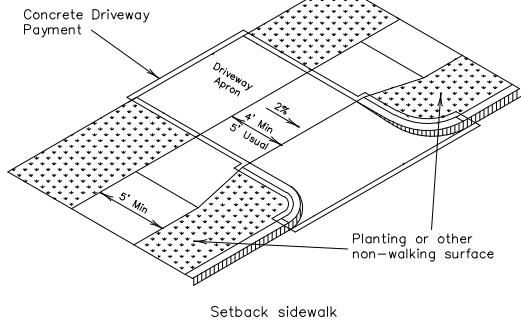 Concrete Driveway
Payment
Driveway
Apron
2%
4' Min
5' Usual
5' Min
Planting or other
non-walking surface
Setback sidewalk